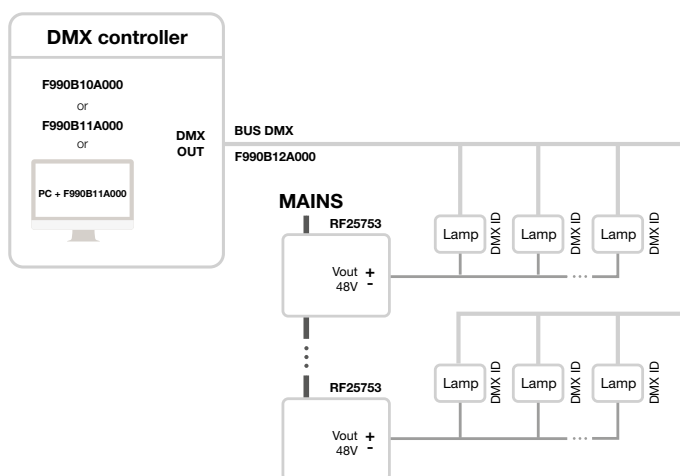 DMX controller
F990B10A000
or
F990B11A000
or
PC + F990B11A000
DMX
OUT
BUS DMX
F990B12A000
MAINS
RF25753
Vout +
48V -
Lamp
DMX ID
Lamp
DMX ID
Lamp
DMX ID
RF25753
Vout +
48V -
Lamp
DMX ID
Lamp
DMX ID
Lamp
DMX ID